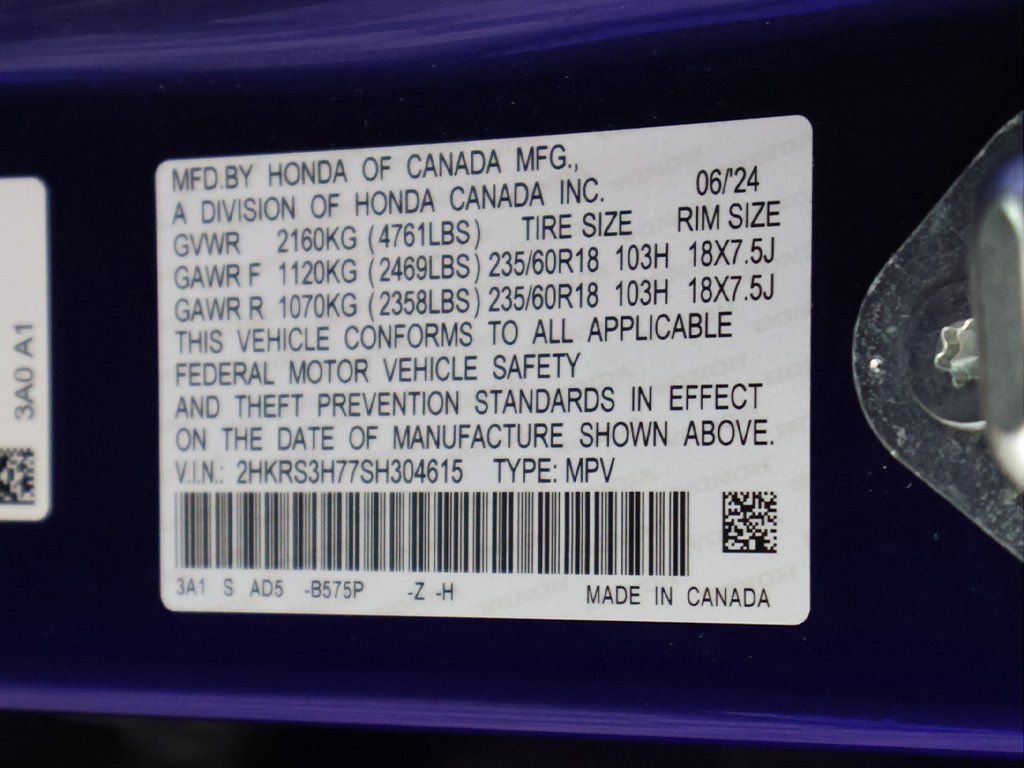 MFD.BY HONDA OF CANADA MFG.,
A DIVISION OF HONDA CANADA INC. 06/'24
GVWR 2160KG (4761LBS) TIRE SIZE RIM SIZE
GAWR F 1120KG (2469LBS) 235/60R18 103H 18X7.5J
GAWR R 1070KG (2358LBS) 235/60R18 103H 18X7.5J
THIS VEHICLE CONFORMS TO ALL APPLICABLE
FEDERAL MOTOR VEHICLE SAFETY
AND THEFT PREVENTION STANDARDS IN EFFECT
ON THE DATE OF MANUFACTURE SHOWN ABOVE.
V.I.N.: 2HKRS3H77SH304615 TYPE: MPV
3A1 S AD5 -B575P -Z -H MADE IN CANADA
3A0 A1